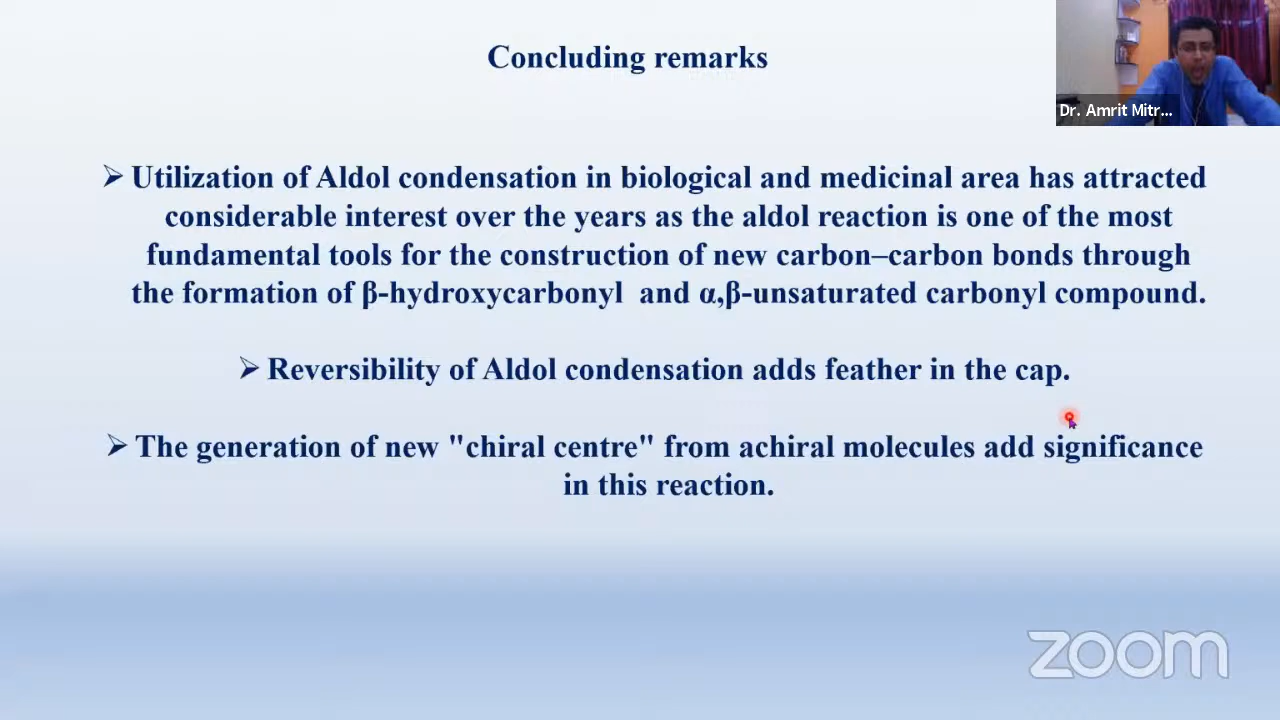 Concluding remarks
Dr. Amrit Mitr...
➢ Utilization of Aldol condensation in biological and medicinal area has attracted
considerable interest over the years as the aldol reaction is one of the most
fundamental tools for the construction of new carbon–carbon bonds through
the formation of β-hydroxycarbonyl and α,β-unsaturated carbonyl compound.
➢ Reversibility of Aldol condensation adds feather in the cap.
➢ The generation of new "chiral centre" from achiral molecules add significance
in this reaction.
zoom